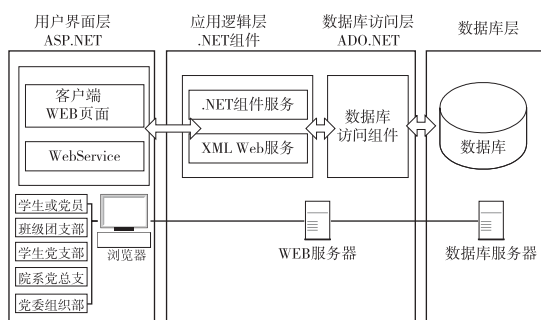 用户界面层
ASP.NET
应用逻辑层
.NET组件
数据库访问层
ADO.NET
数据库层
客户端
WEB页面
WebService
.NET组件服务
XML Web服务
数据库
访问组件
数据库
学生或党员
班级团支部
学生党支部
院系党总支
党委组织部
浏览器
WEB服务器
数据库服务器